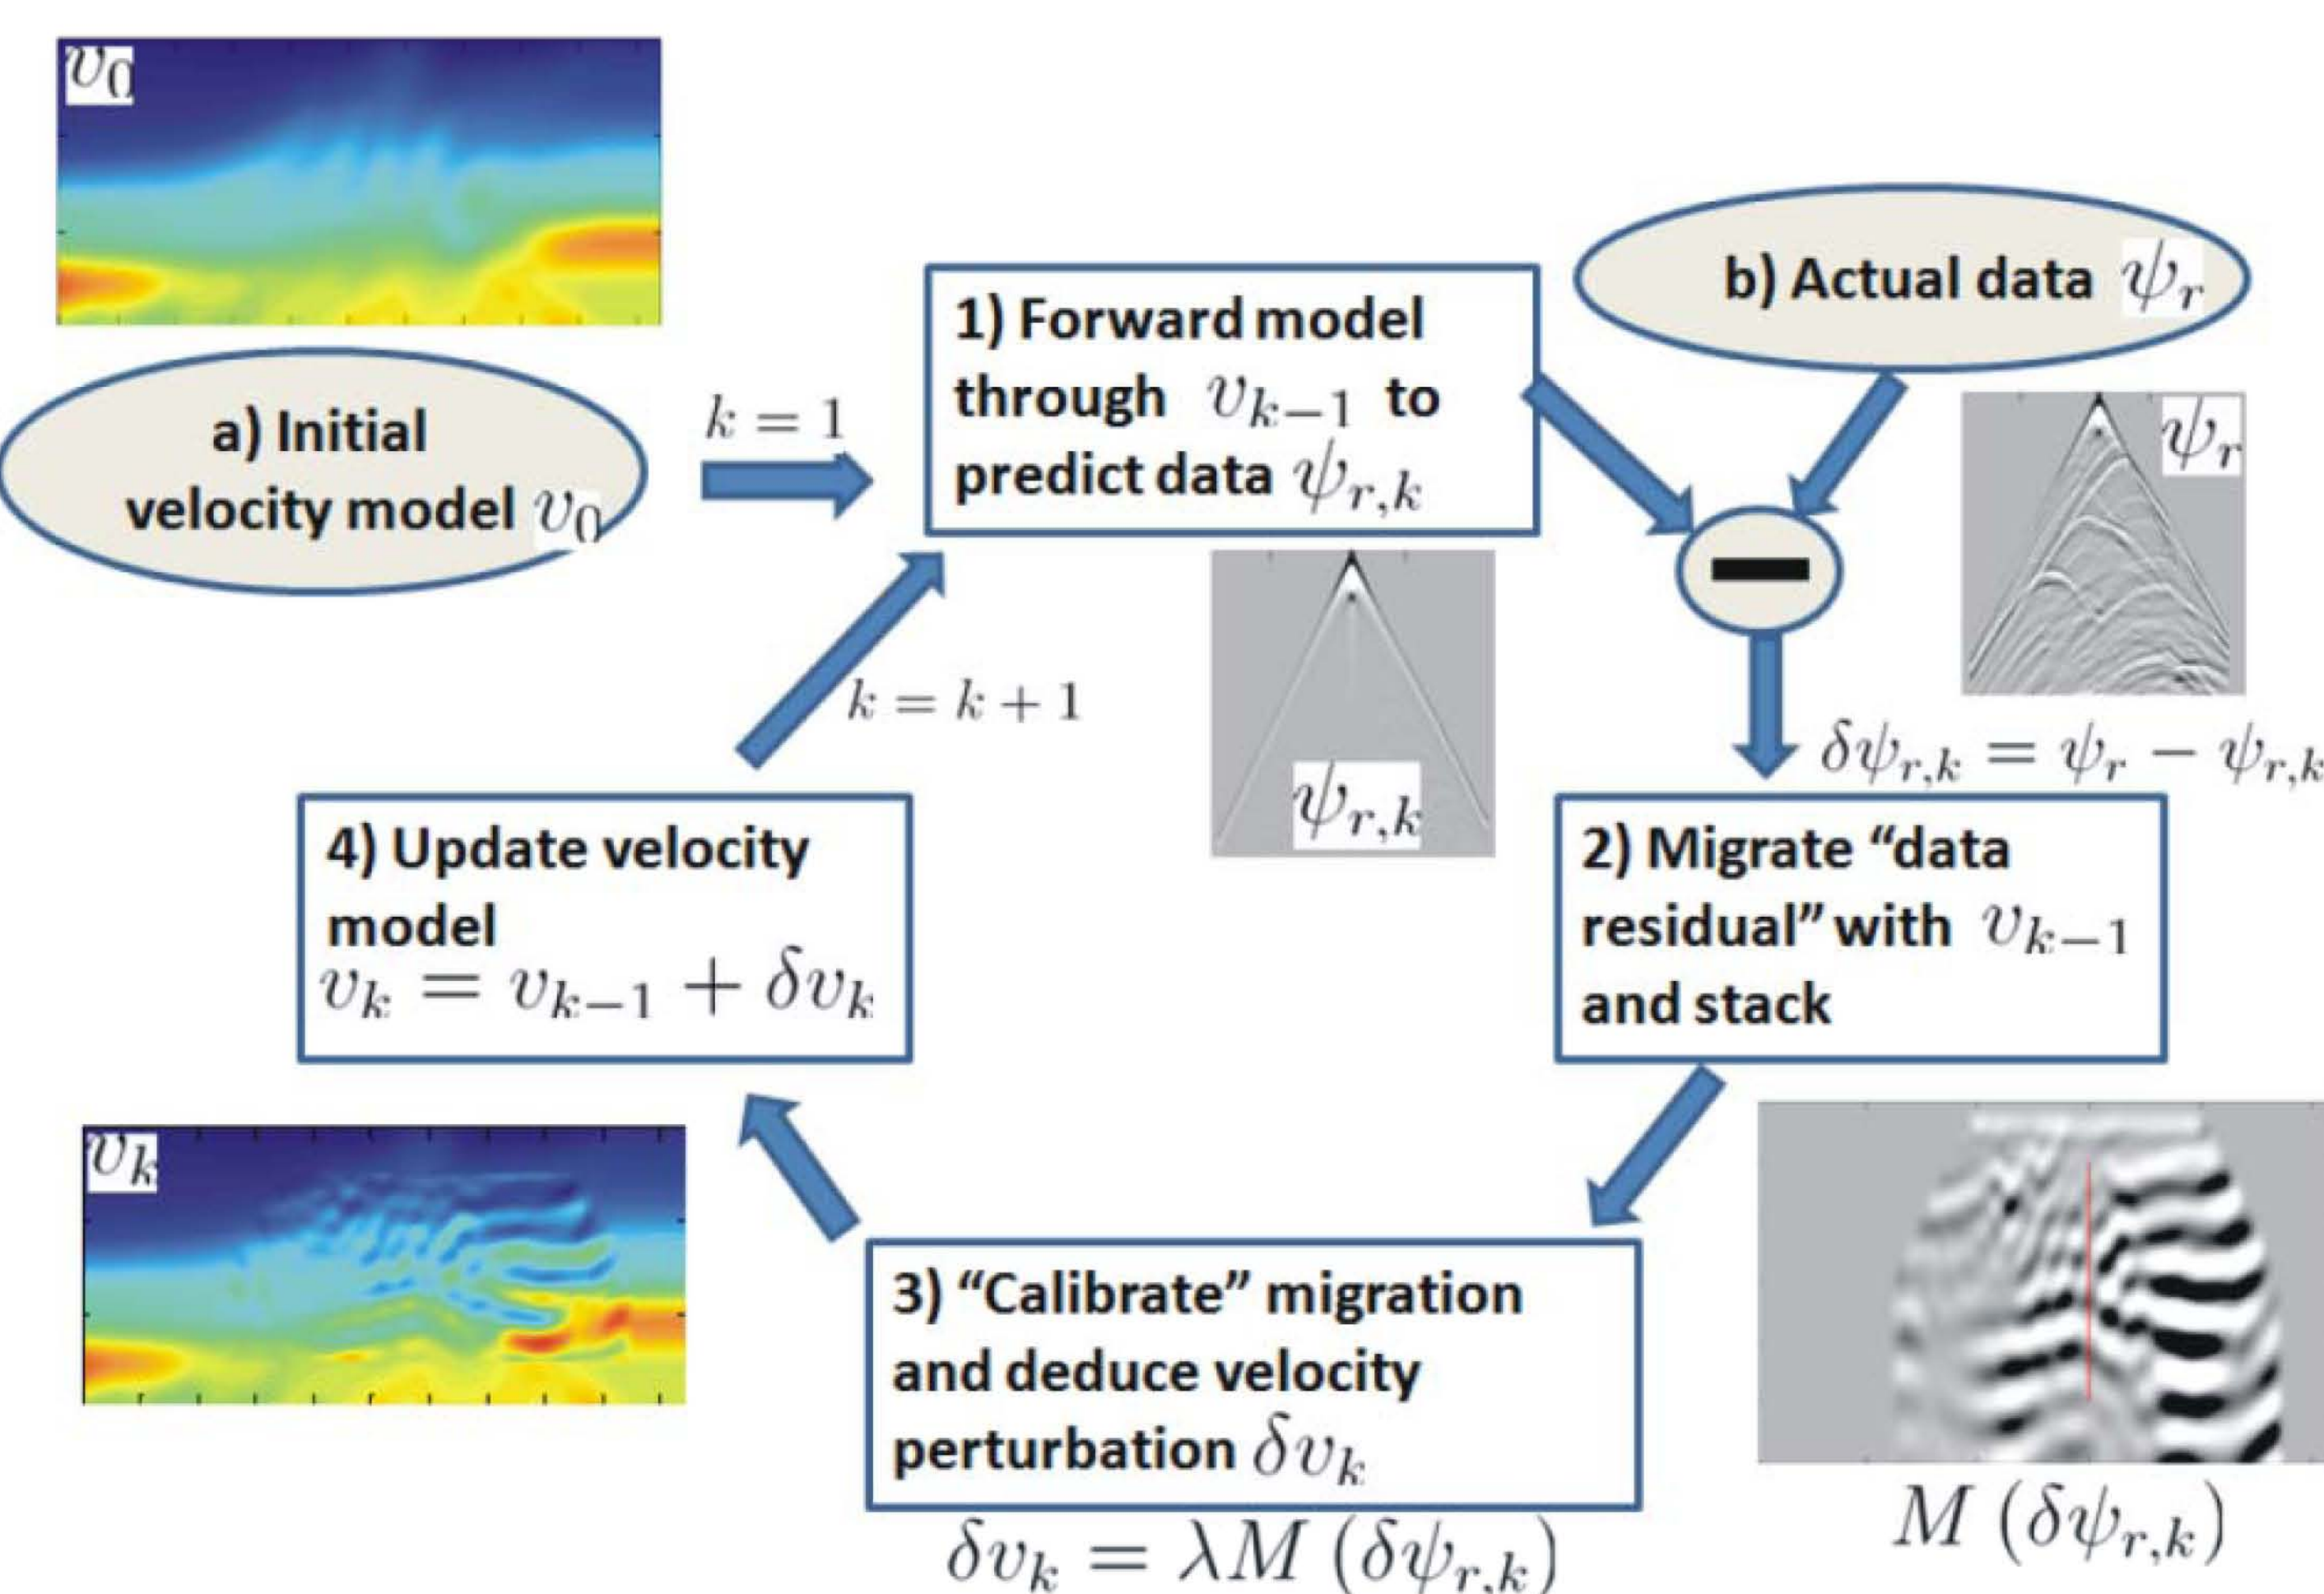 v₀
a) Initial
velocity model v₀
k = 1
1) Forward model
through v_{k−1} to
predict data ψ_{r,k}
b) Actual data ψ_r
ψ_r
ψ_{r,k}
δψ_{r,k} = ψ_r − ψ_{r,k}
2) Migrate “data
residual” with v_{k−1}
and stack
M (δψ_{r,k})
3) “Calibrate” migration
and deduce velocity
perturbation δv_k
δv_k = λM (δψ_{r,k})
4) Update velocity
model
v_k = v_{k−1} + δv_k
v_k
k = k + 1